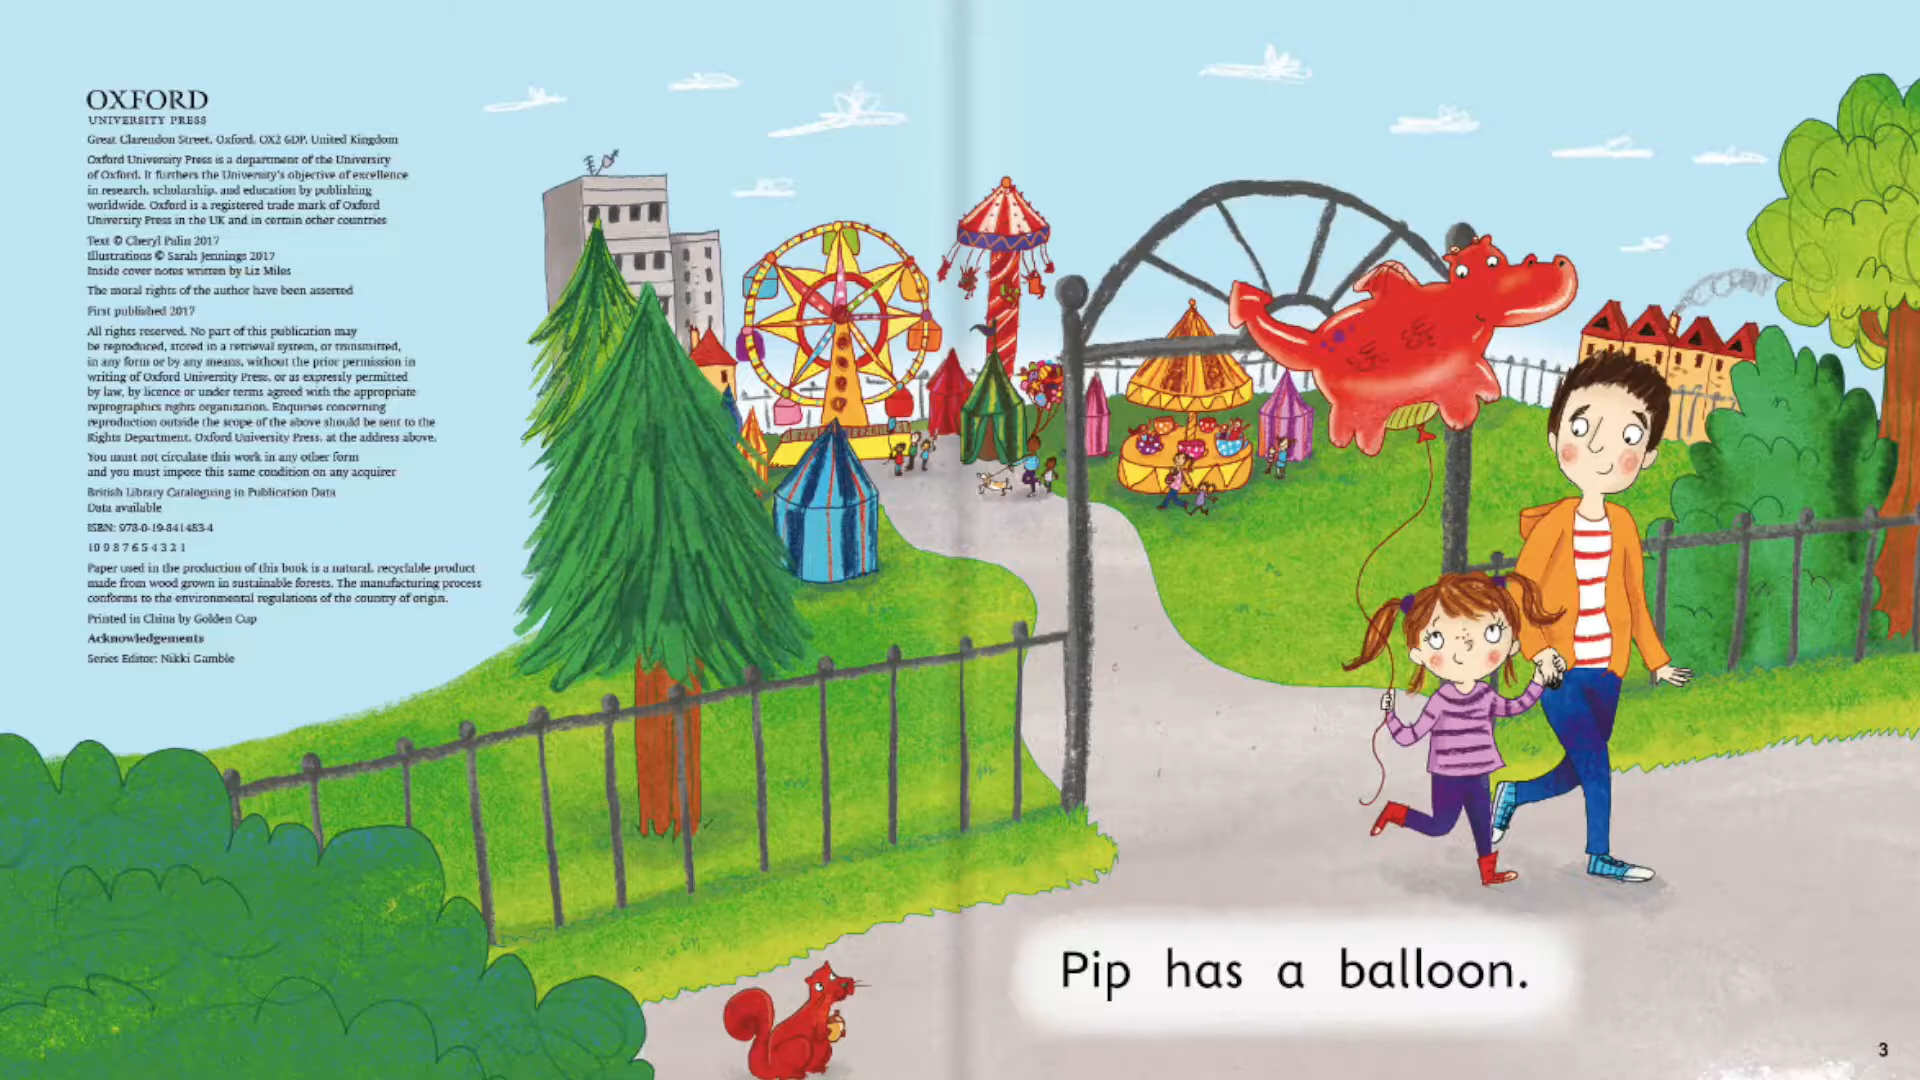 OXFORD
UNIVERSITY PRESS
Great Clarendon Street, Oxford, OX2 6DP, United Kingdom
Oxford University Press is a department of the University
of Oxford. It furthers the University's objective of excellence
in research, scholarship, and education by publishing
worldwide. Oxford is a registered trade mark of Oxford
University Press in the UK and in certain other countries
Text © Cheryl Palin 2017
Illustrations © Sarah Jennings 2017
Inside cover notes written by Liz Miles
The moral rights of the author have been asserted
First published 2017
All rights reserved. No part of this publication may
be reproduced, stored in a retrieval system, or transmitted,
in any form or by any means, without the prior permission in
writing of Oxford University Press, or as expressly permitted
by law, by licence or under terms agreed with the appropriate
reprographics rights organization. Enquiries concerning
reproduction outside the scope of the above should be sent to the
Rights Department, Oxford University Press, at the address above.
You must not circulate this work in any other form
and you must impose this same condition on any acquirer
British Library Cataloguing in Publication Data
Data available
ISBN: 978-0-19-841483-4
10 9 8 7 6 5 4 3 2 1
Paper used in the production of this book is a natural, recyclable product
made from wood grown in sustainable forests. The manufacturing process
conforms to the environmental regulations of the country of origin.
Printed in China by Golden Cup
Acknowledgements
Series Editor: Nikki Gamble
Pip has a balloon.
3